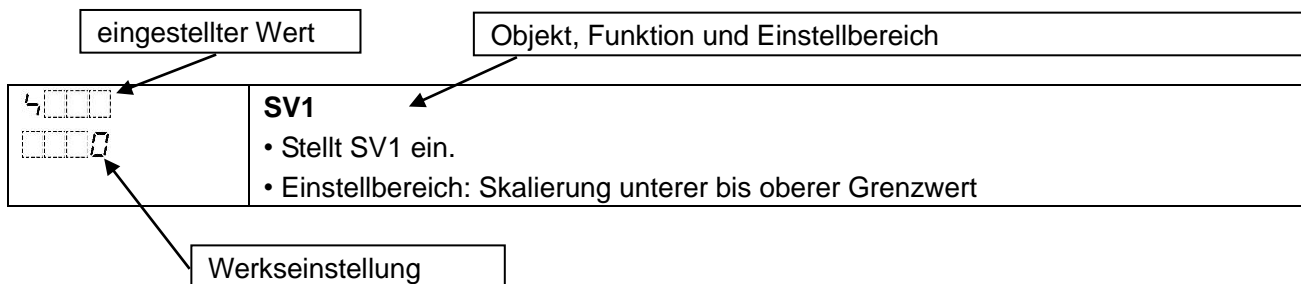 eingestellter Wert
Objekt, Funktion und Einstellbereich
SV1
0
• Stellt SV1 ein.
• Einstellbereich: Skalierung unterer bis oberer Grenzwert
Werkseinstellung